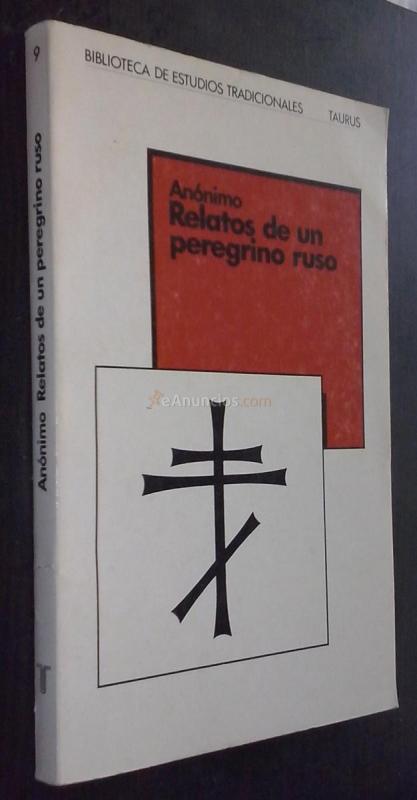 BIBLIOTECA DE ESTUDIOS TRADICIONALES TAURUS
Anónimo
Relatos de un
peregrino ruso
eAnuncios.com
9
Anónimo Relatos de un peregrino ruso
T